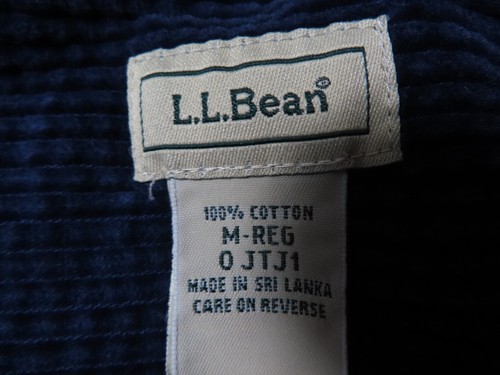 L.L.Bean®
100% COTTON
M-REG
0 JTJ1
MADE IN SRI LANKA
CARE ON REVERSE